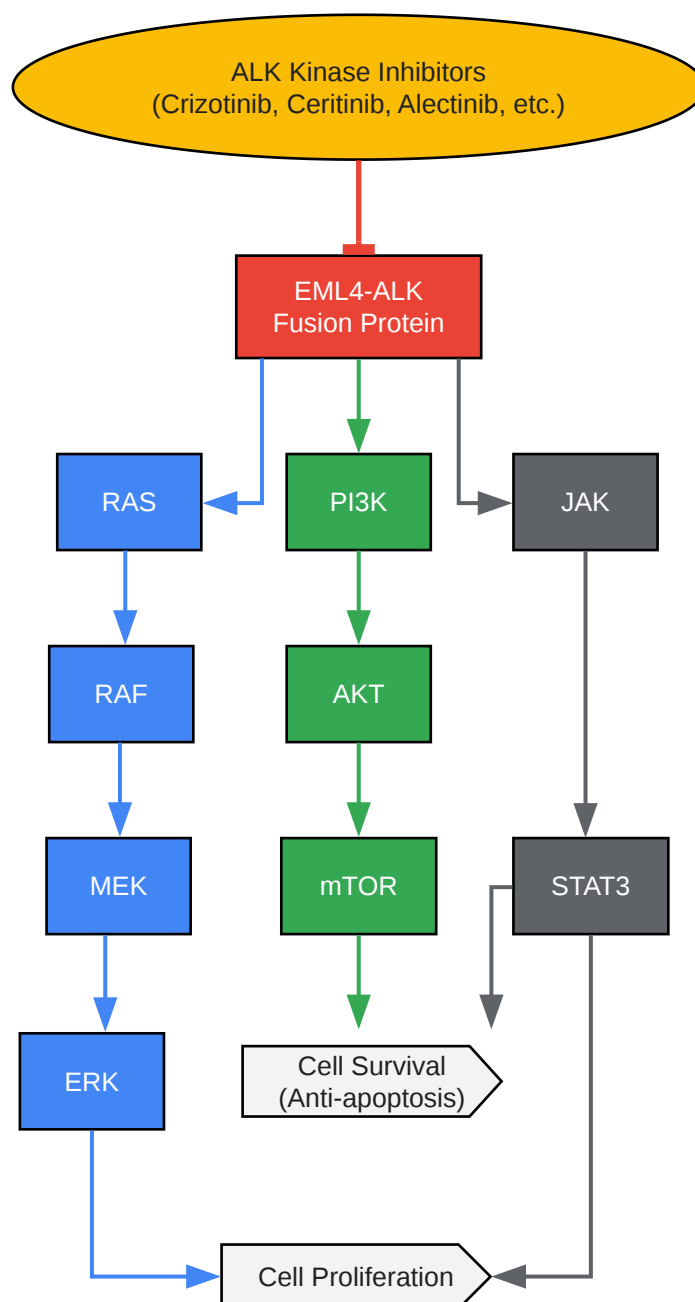 ALK Kinase Inhibitors
(Crizotinib, Ceritinib, Alectinib, etc.)
EML4-ALK
Fusion Protein
RAS
PI3K
JAK
RAF
AKT
MEK
mTOR
STAT3
ERK
Cell Survival
(Anti-apoptosis)
Cell Proliferation